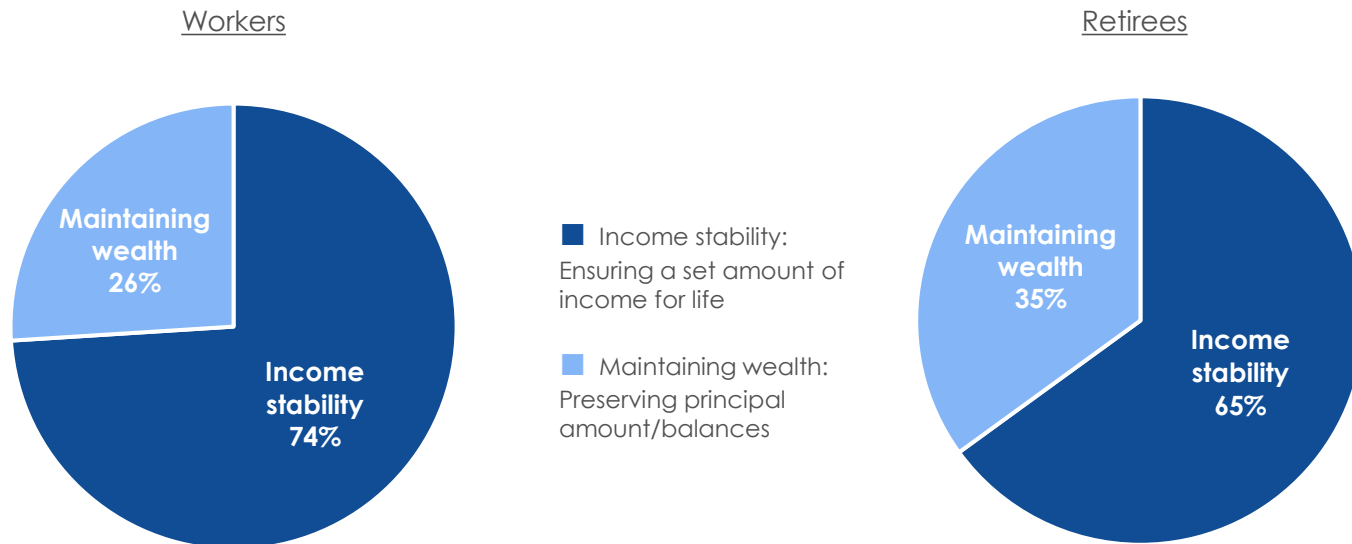 Workers
Retirees
Maintaining
wealth
26%
Income
stability
74%
Income stability:
Ensuring a set amount of
income for life
Maintaining wealth:
Preserving principal
amount/balances
Maintaining
wealth
35%
Income
stability
65%